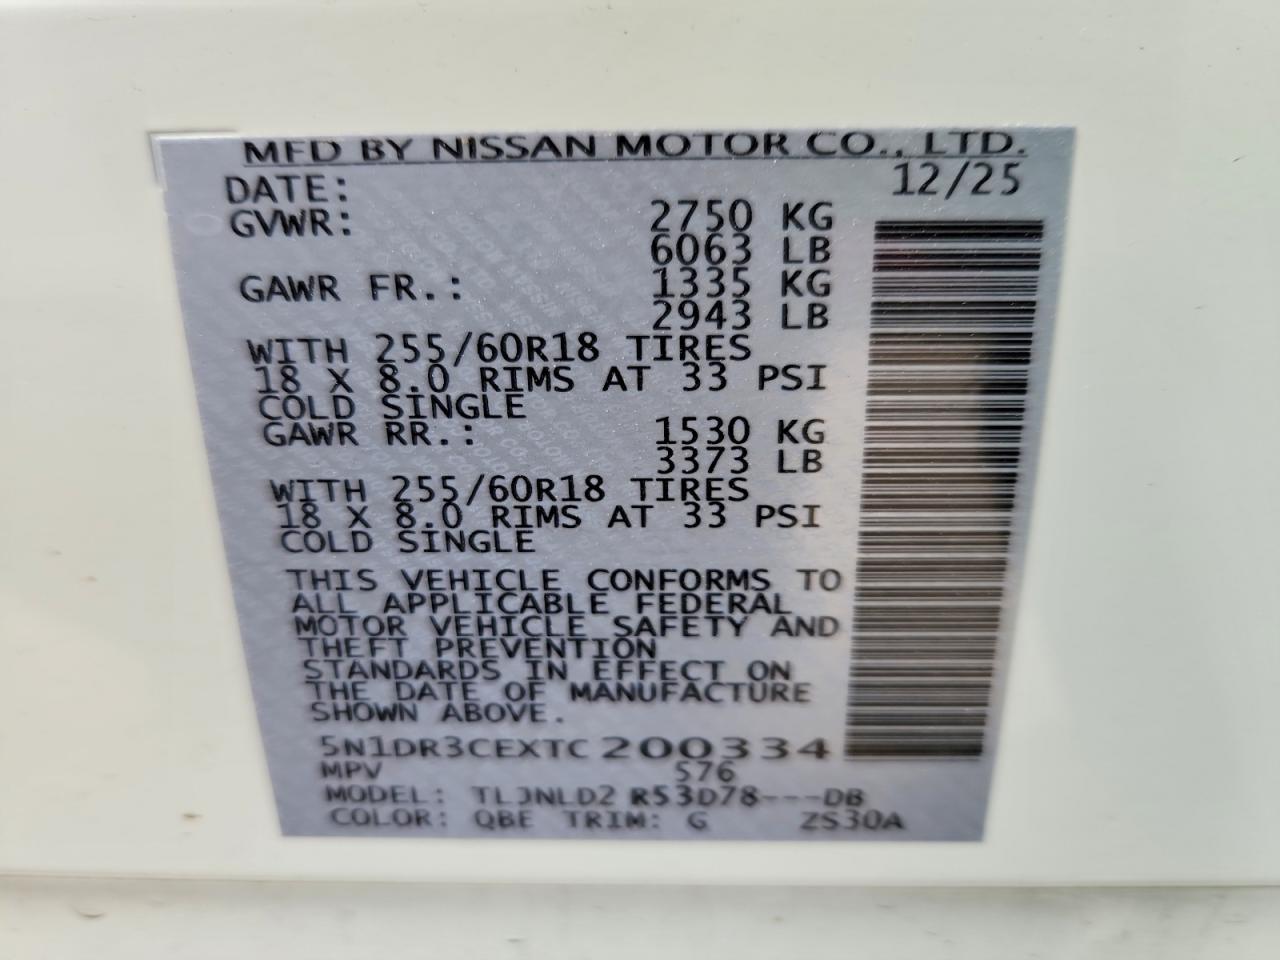 MFD BY NISSAN MOTOR CO., LTD.
DATE: 12/25
GVWR: 2750 KG
6063 LB
GAWR FR.: 1335 KG
2943 LB
WITH 255/60R18 TIRES
18 X 8.0 RIMS AT 33 PSI
COLD SINGLE
GAWR RR.: 1530 KG
3373 LB
WITH 255/60R18 TIRES
18 X 8.0 RIMS AT 33 PSI
COLD SINGLE
THIS VEHICLE CONFORMS TO
ALL APPLICABLE FEDERAL
MOTOR VEHICLE SAFETY AND
THEFT PREVENTION
STANDARDS IN EFFECT ON
THE DATE OF MANUFACTURE
SHOWN ABOVE.
5N1DR3CEXTC200334
MPV 576
MODEL: TLJNLD2 R53D78---DB
COLOR: QBE TRIM: G ZS30A